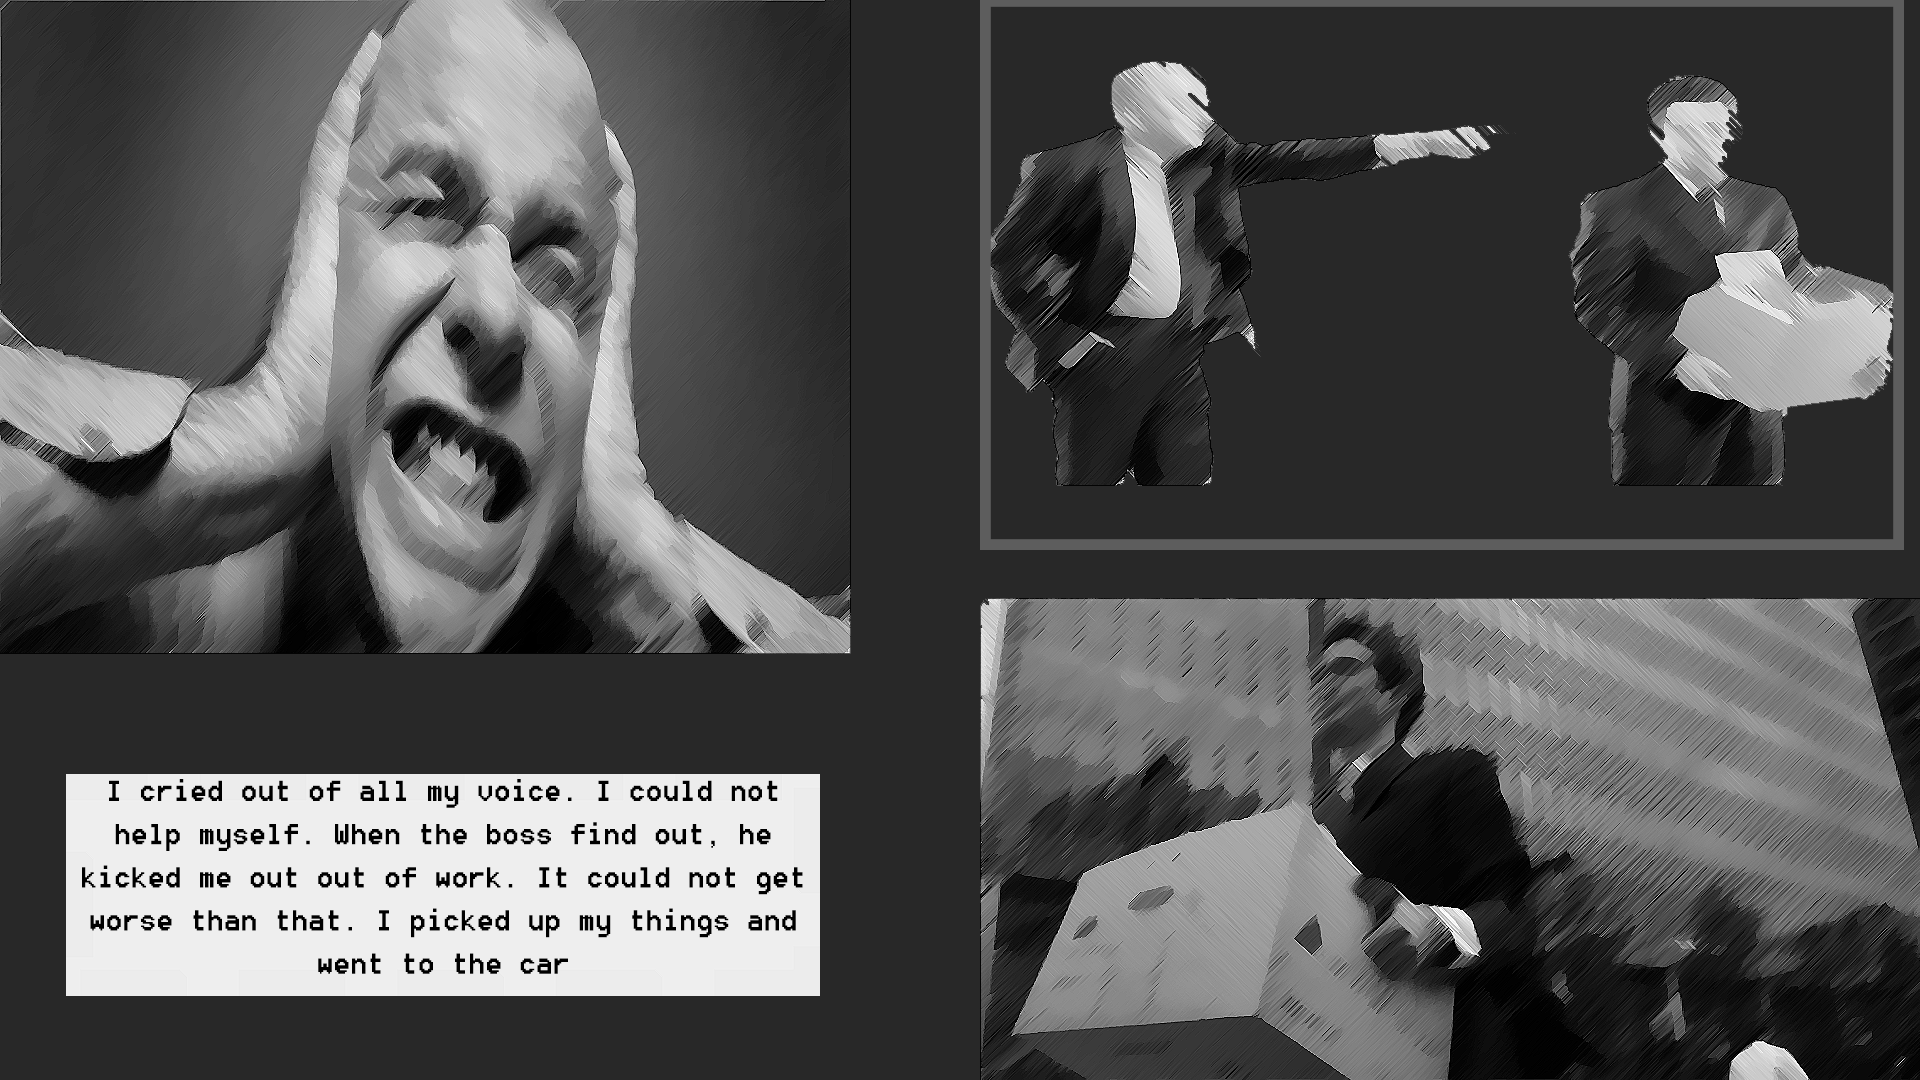 I cried out of all my voice. I could not
help myself. When the boss find out, he
kicked me out out of work. It could not get
worse than that. I picked up my things and
went to the car